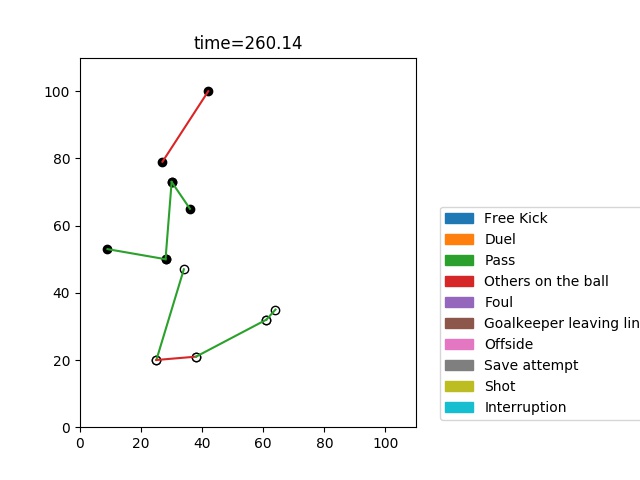 time=260.14
100
80
60
40
20
0
0 20 40 60 80 100
Free Kick
Duel
Pass
Others on the ball
Foul
Goalkeeper leaving lin
Offside
Save attempt
Shot
Interruption